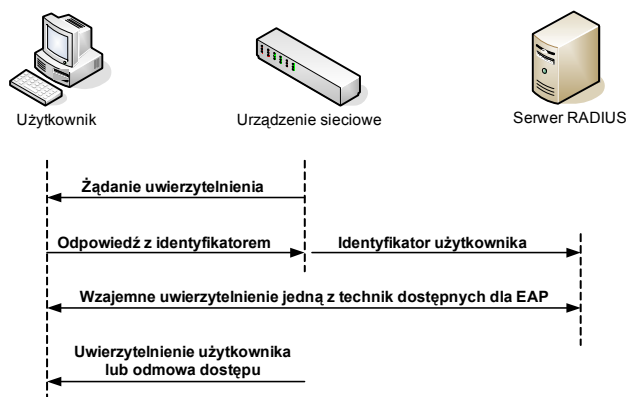 Użytkownik
Urządzenie sieciowe
Serwer RADIUS
Żądanie uwierzytelnienia
Odpowiedź z identyfikatorem
Identyfikator użytkownika
Wzajemne uwierzytelnienie jedną z technik dostępnych dla EAP
Uwierzytelnienie użytkownika
lub odmowa dostępu